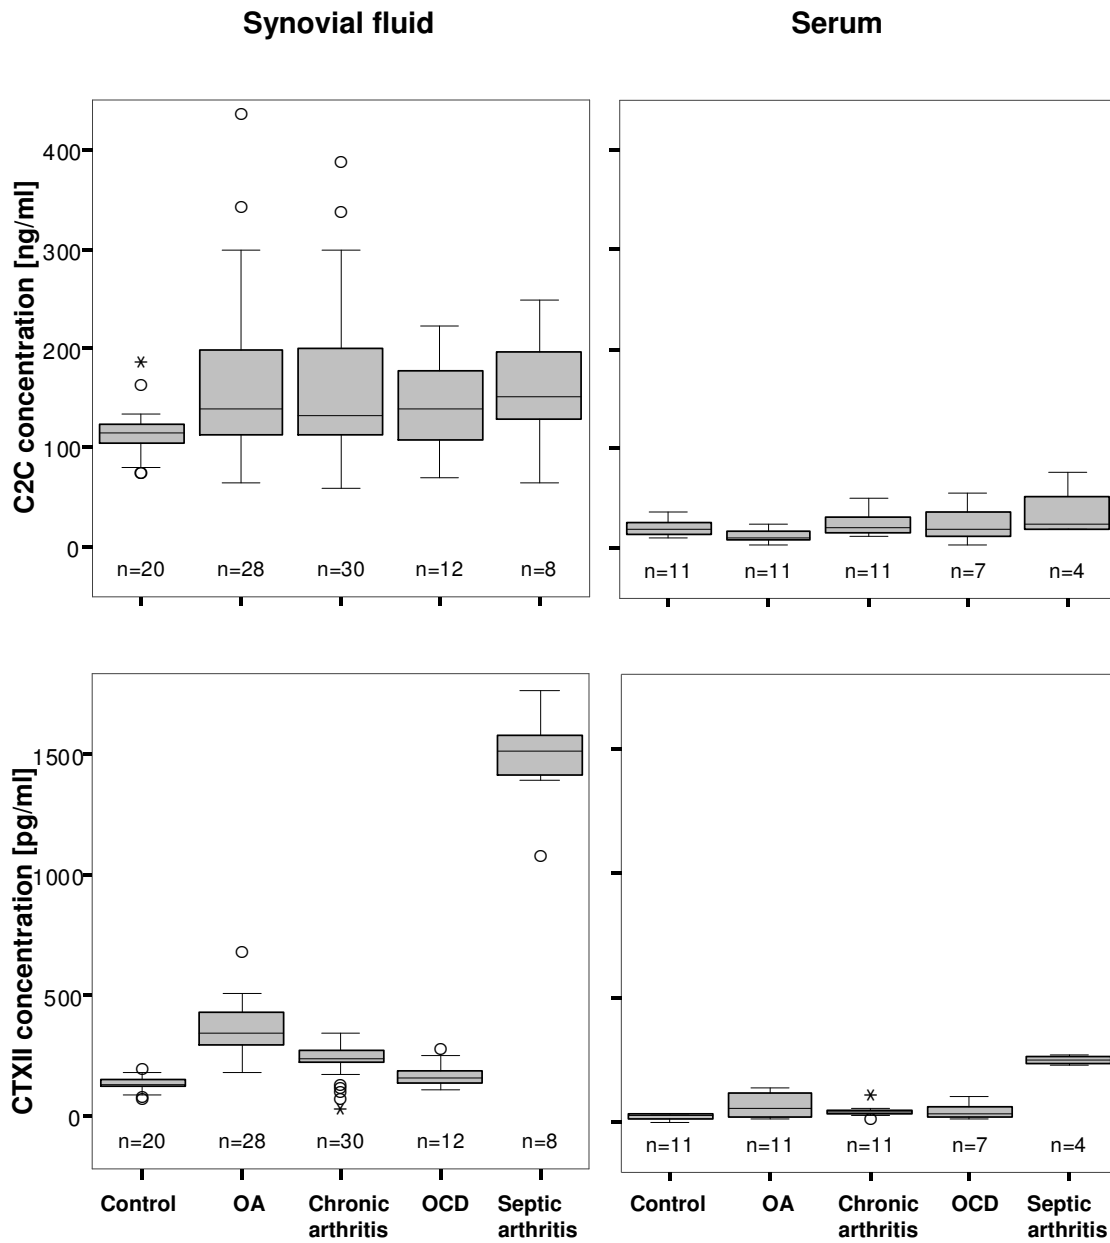 Synovial fluid
Serum
C2C concentration [ng/ml]
400
300
200
100
0
n=20 n=28 n=30 n=12 n=8
n=11 n=11 n=11 n=7 n=4
CTXII concentration [pg/ml]
1500
1000
500
0
n=20 n=28 n=30 n=12 n=8
n=11 n=11 n=11 n=7 n=4
Control OA Chronic arthritis OCD Septic arthritis
Control OA Chronic arthritis OCD Septic arthritis